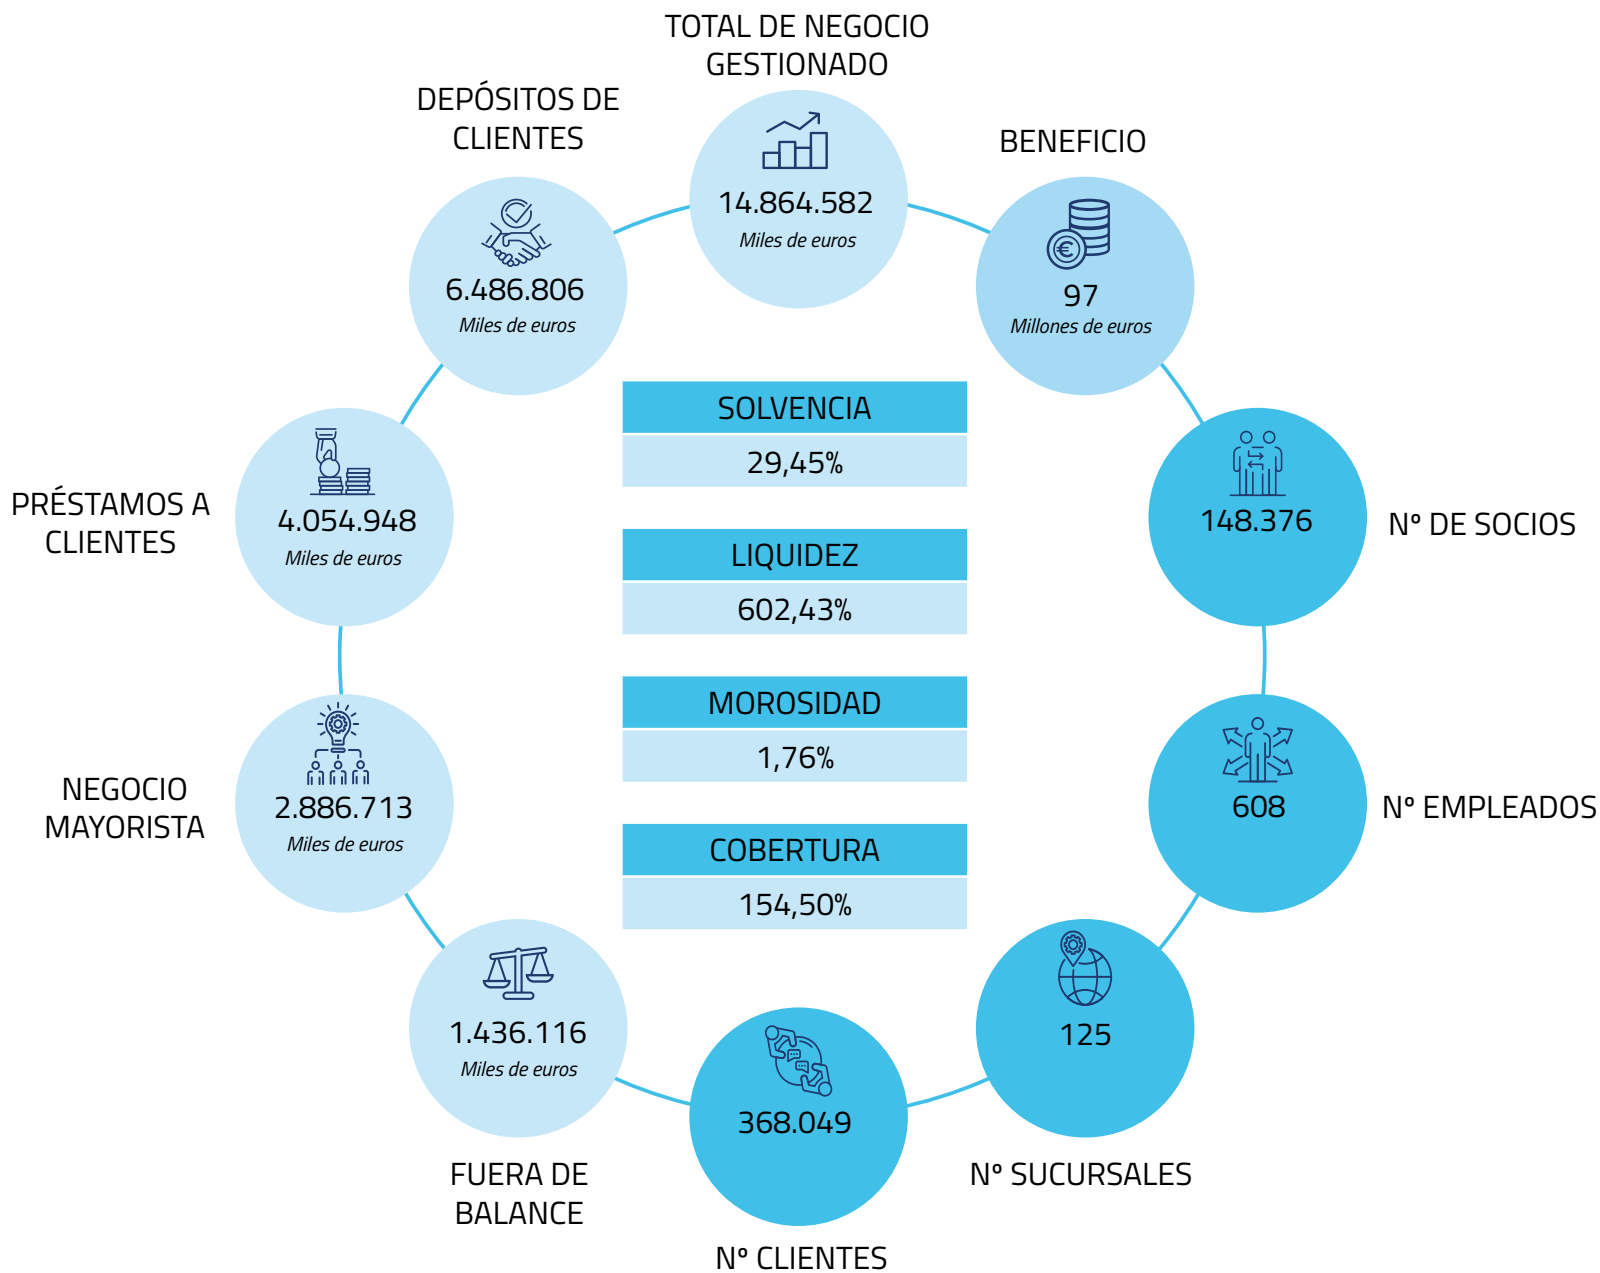 TOTAL DE NEGOCIO
GESTIONADO
14.864.582
Miles de euros
DEPÓSITOS DE
CLIENTES
6.486.806
Miles de euros
BENEFICIO
€
97
Millones de euros
PRÉSTAMOS A
CLIENTES
4.054.948
Miles de euros
SOLVENCIA
29,45%
LIQUIDEZ
602,43%
MOROSIDAD
1,76%
COBERTURA
154,50%
148.376
Nº DE SOCIOS
NEGOCIO
MAYORISTA
2.886.713
Miles de euros
608
Nº EMPLEADOS
1.436.116
Miles de euros
FUERA DE
BALANCE
368.049
Nº CLIENTES
125
Nº SUCURSALES